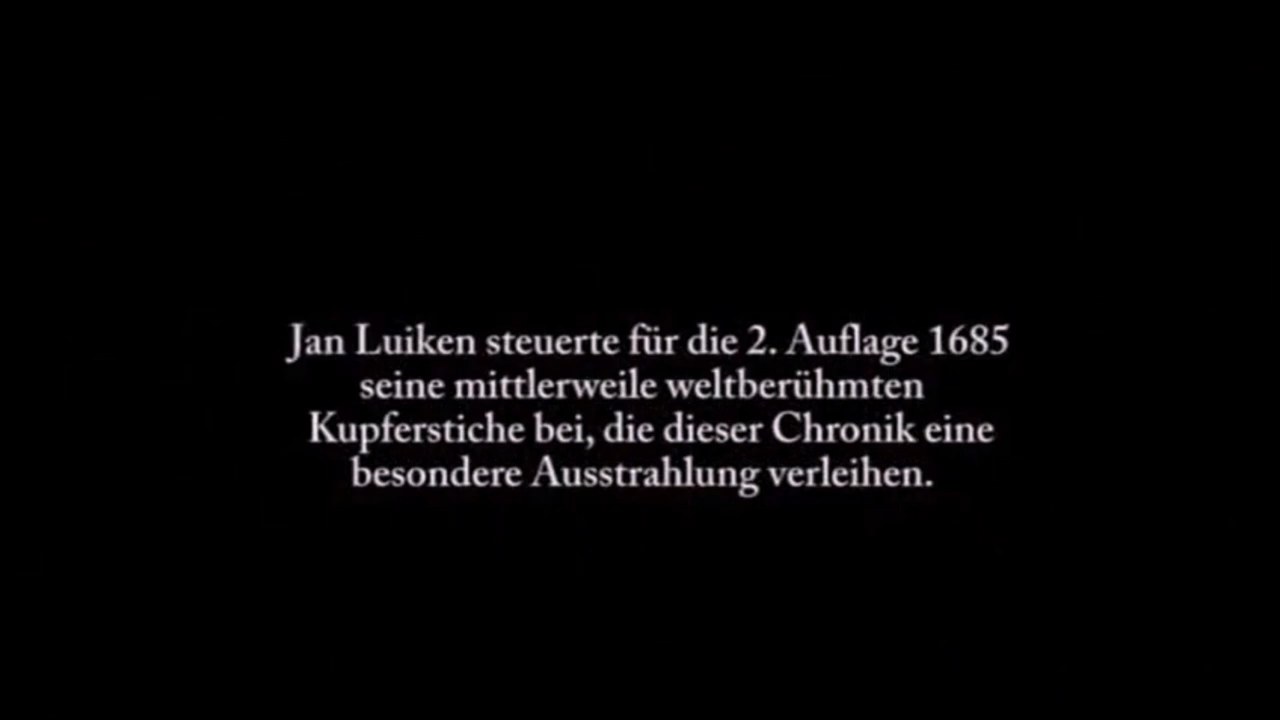 Jan Luiken steuerte für die 2. Auflage 1685
seine mittlerweile weltberühmten
Kupferstiche bei, die dieser Chronik eine
besondere Ausstrahlung verleihen.